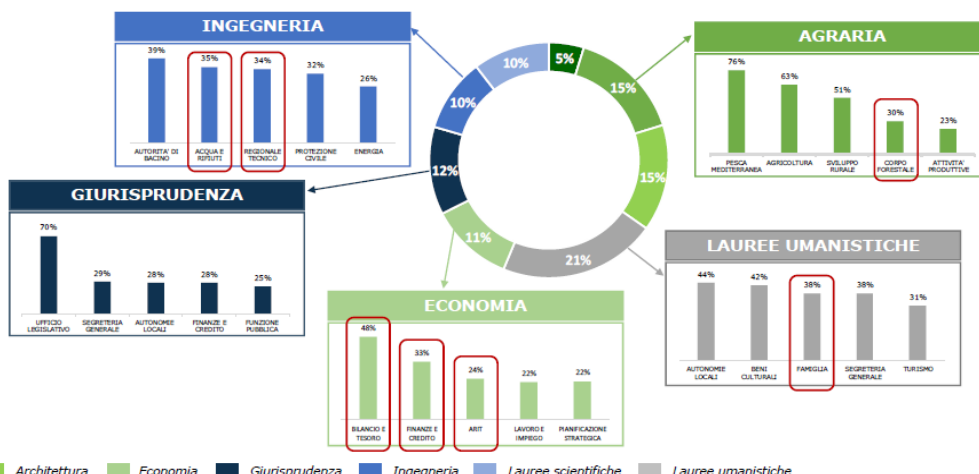 INGEGNERIA
39%
35%
34%
32%
26%
AUTORITA' DI BACINO
ACQUA E RIFIUTI
REGIONALE TECNICO
PROTEZIONE CIVILE
ENERGIA
10%
5%
15%
10%
12%
15%
11%
21%
AGRARIA
76%
63%
51%
30%
23%
PESCA MEDITERRANEA
AGRICOLTURA
SVILUPPO RURALE
CORPO FORESTALE
ATTIVITA' PRODUTTIVE
GIURISPRUDENZA
70%
29%
28%
28%
25%
UFFICIO LEGISLATIVO
SEGRETERIA GENERALE
AUTONOMIE LOCALI
FINANZE E CREDITO
FUNZIONE PUBBLICA
LAUREE UMANISTICHE
44%
42%
38%
38%
31%
AUTONOMIE LOCALI
BENI CULTURALI
FAMIGLIA
SEGRETERIA GENERALE
TURISMO
ECONOMIA
48%
33%
24%
22%
22%
BILANCIO E TESORO
FINANZE E CREDITO
ARIT
LAVORO E IMPIEGO
PIANIFICAZIONE STRATEGICA
Architettura Economia Giurisprudenza Ingegneria Lauree scientifiche Lauree umanistiche